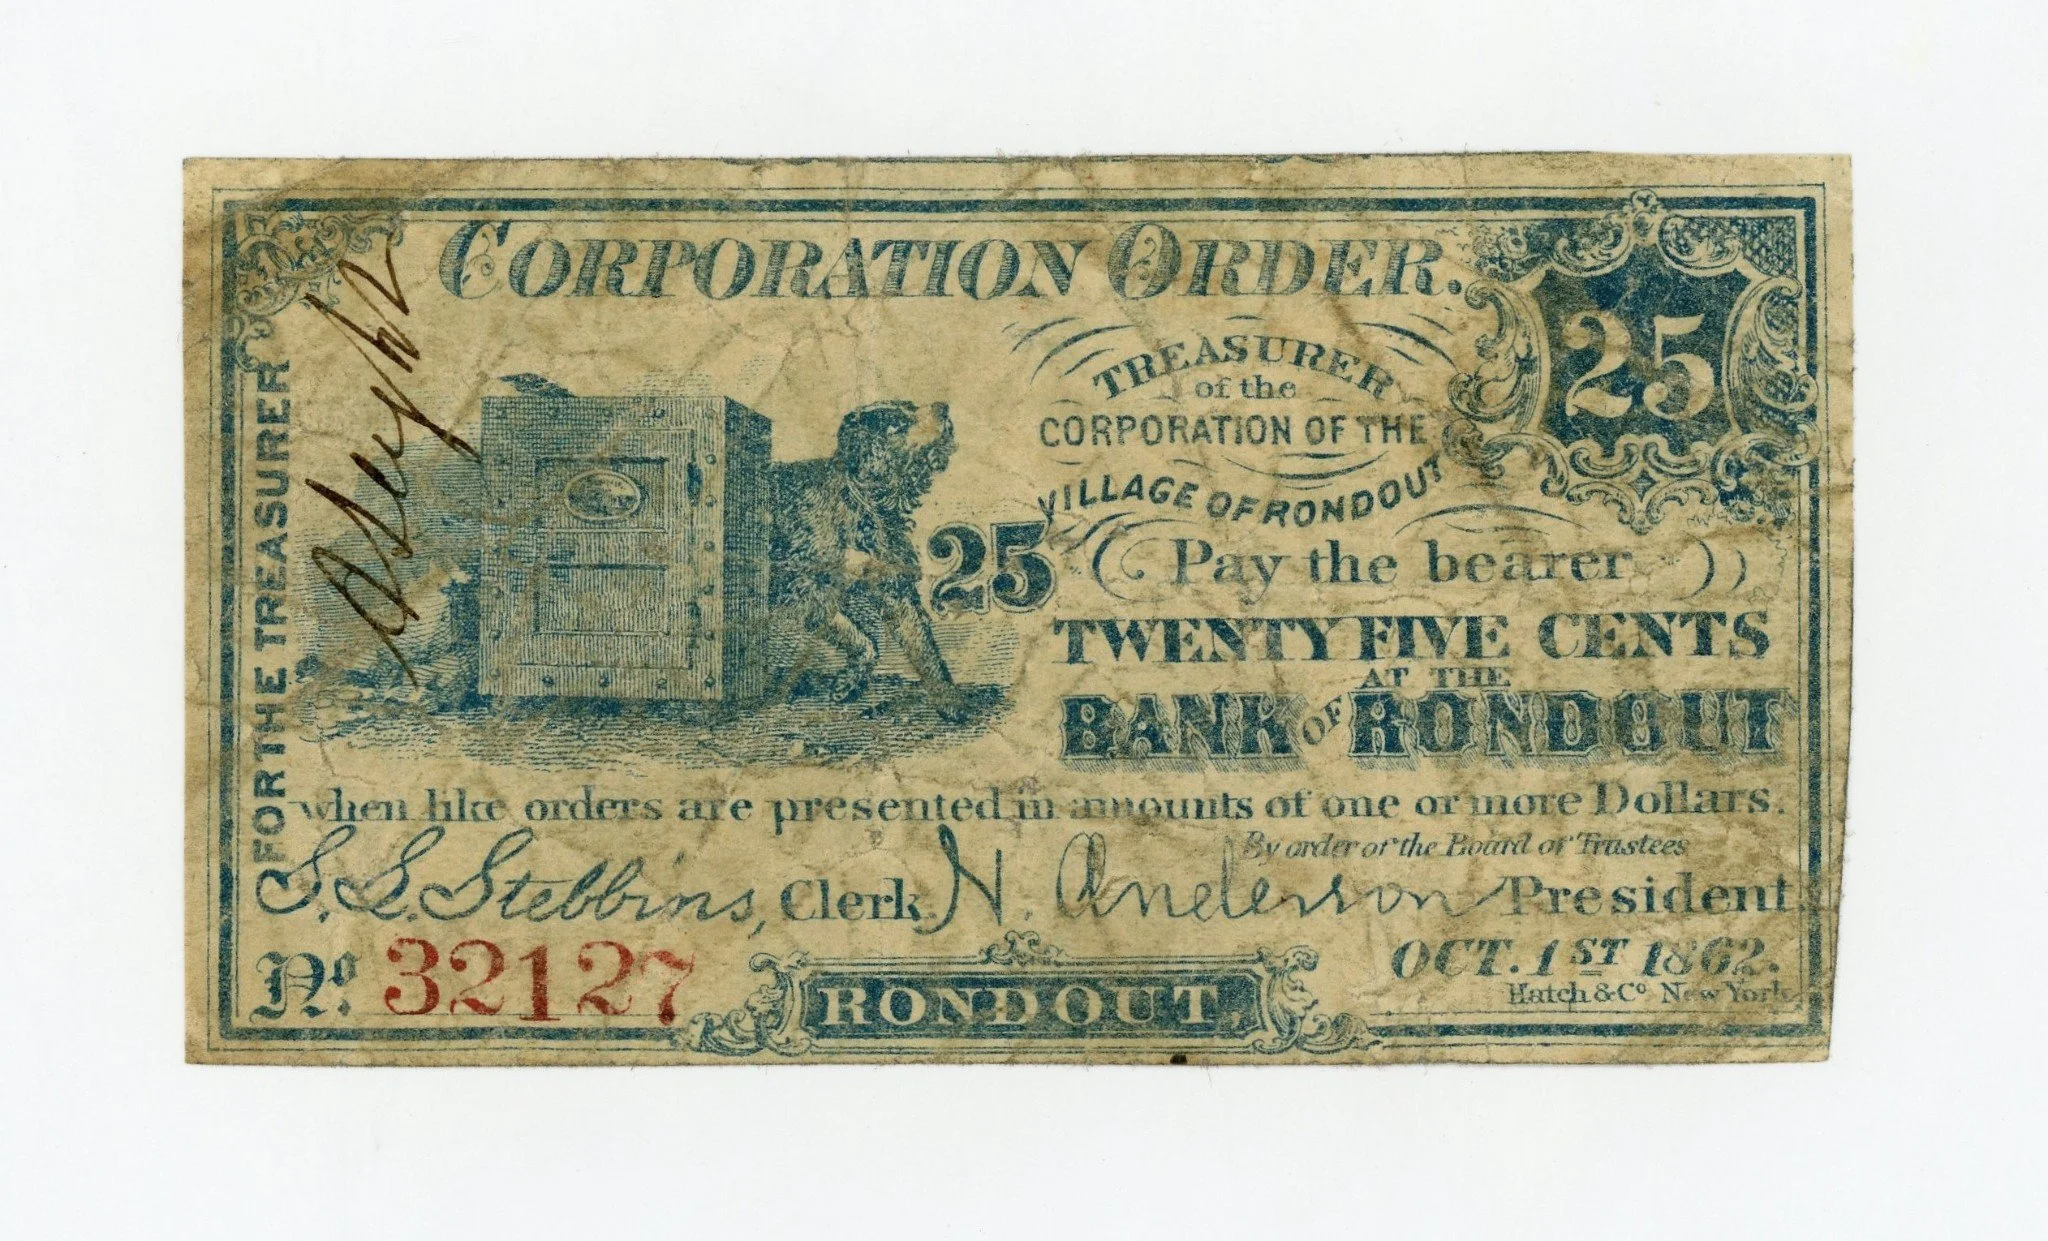 CORPORATION ORDER.
25
TREASURER
of the
CORPORATION OF THE
VILLAGE OF RONDOUT
25
Pay the bearer
TWENTY FIVE CENTS
AT THE
BANK OF RONDOUT
when like orders are presented in amounts of one or more Dollars.
By order of the Board of Trustees
S. L. Stebbins, Clerk. N. Anderson President.
No. 32127
OCT. 1ST 1862.
Hatch & Co New York.
RONDOUT,
FOR THE TREASURER